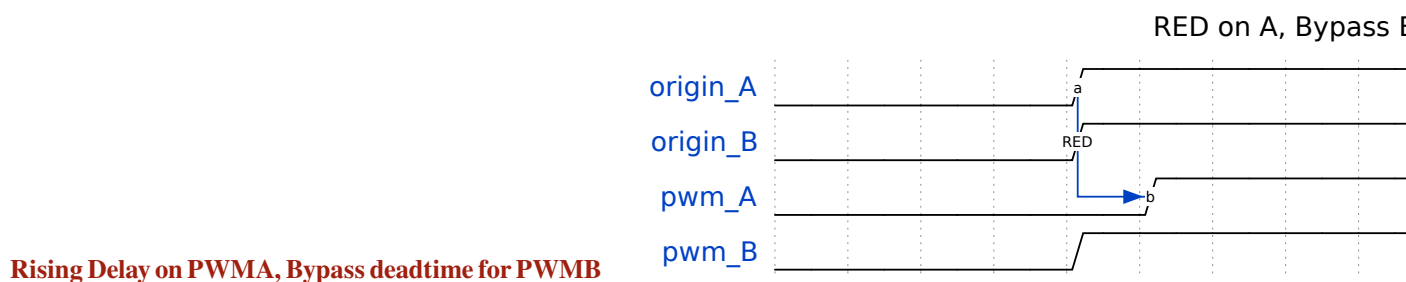 RED on A, Bypass
origin_A
a
origin_B
RED
pwm_A
b
pwm_B
Rising Delay on PWMA, Bypass deadtime for PWMB